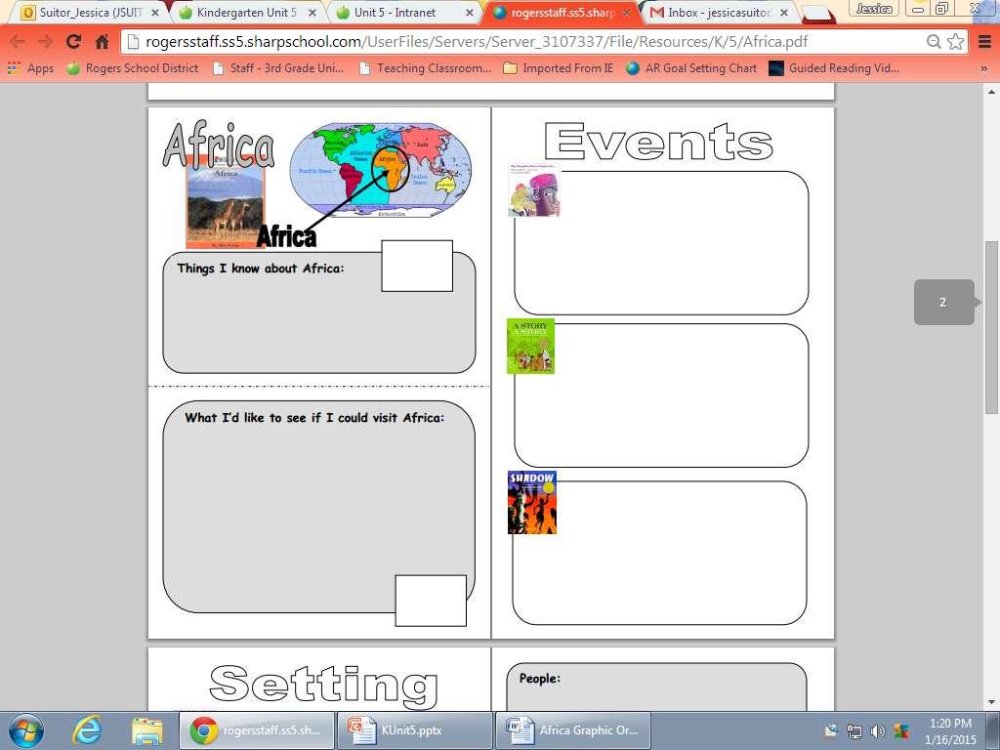 Suitor_Jessica (JSUIT
Kindergarten Unit 5
Unit 5 - Intranet
rogersstaff.ss5.sharp
Inbox - jessicasuitor
Jessica
rogersstaff.ss5.sharpschool.com/UserFiles/Servers/Server_3107337/File/Resources/K/5/Africa.pdf
Apps
Rogers School District
Staff - 3rd Grade Uni...
Teaching Classroom...
Imported From IE
AR Goal Setting Chart
Guided Reading Vid...
»
Africa
Africa
Atlantic
Ocean
Africa
Asia
Pacific Ocean
Indian
Ocean
Australia
Antarctica
Africa
Things I know about Africa:
What I'd like to see if I could visit Africa:
Events
A STORY
A STORY
SHADOW
2
Setting
People:
rogersstaff.ss5.sh...
KUnit5.pptx
Africa Graphic Or...
1:20 PM
1/16/2015